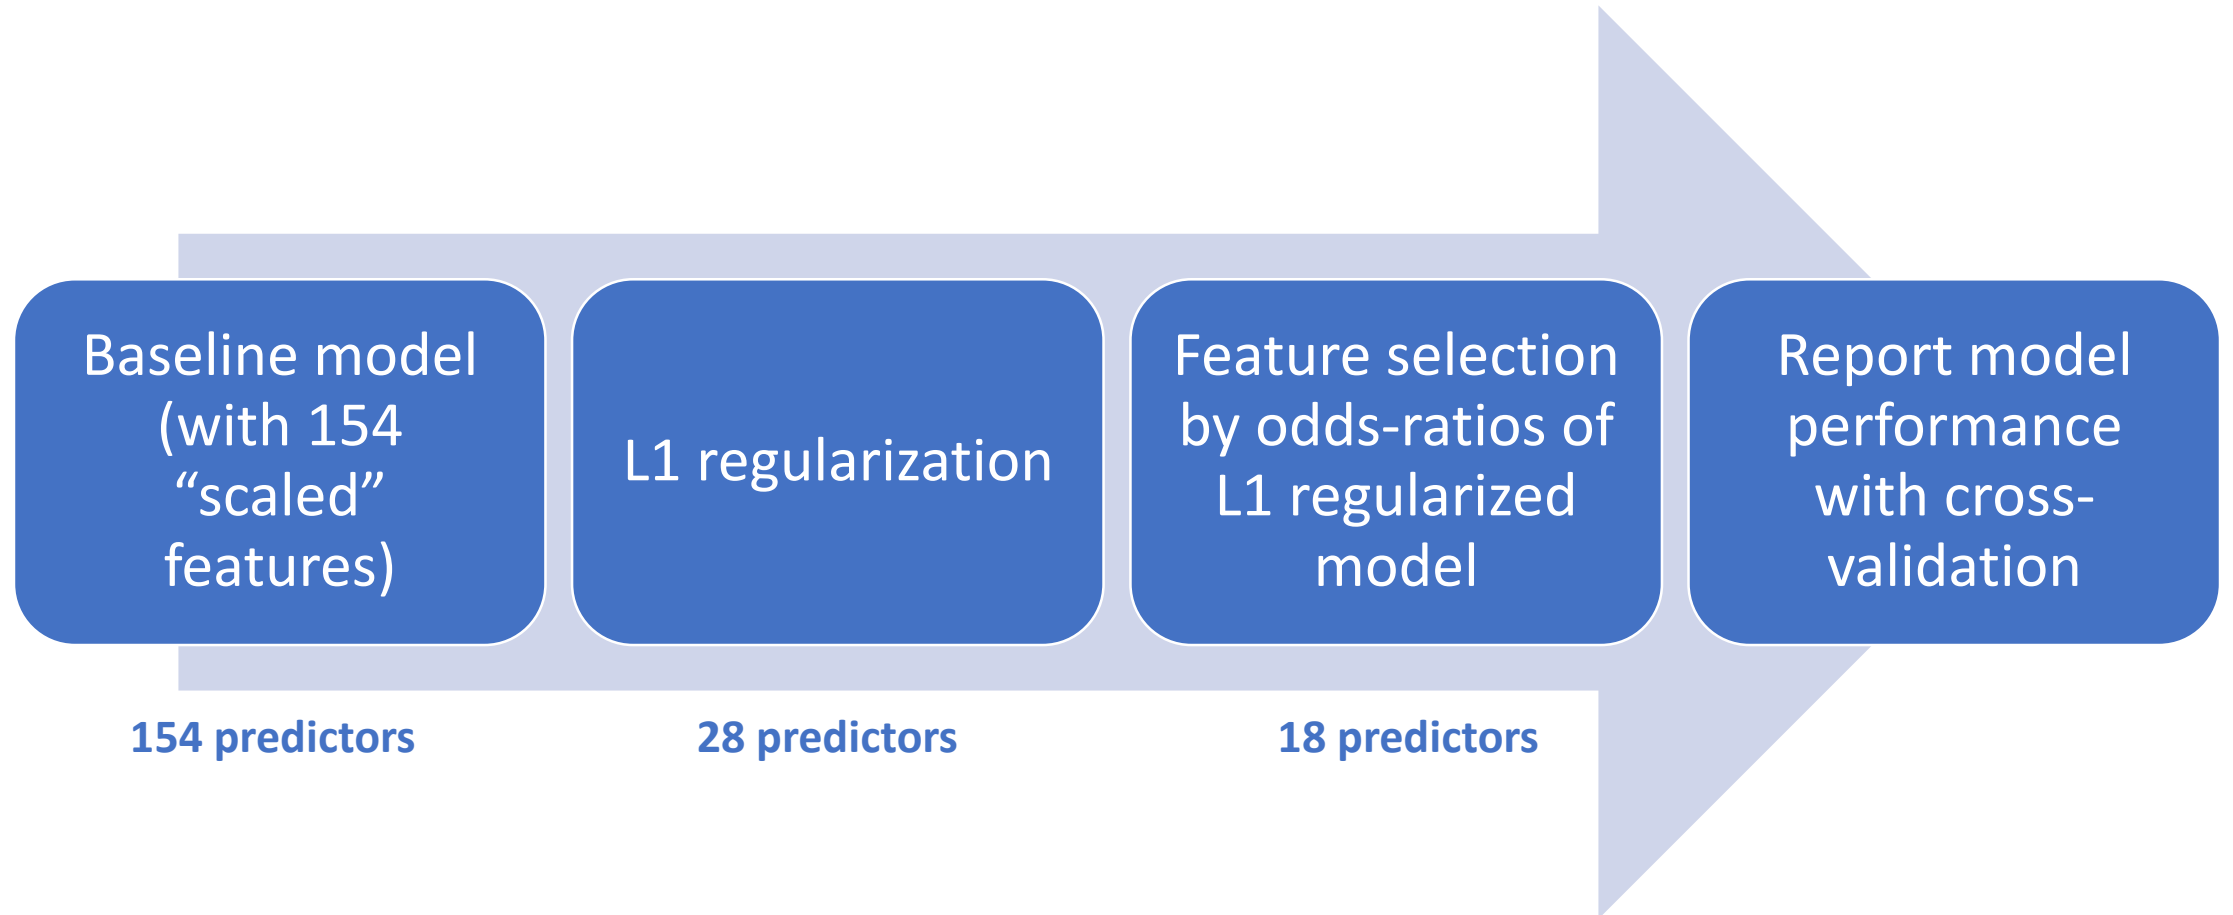 Baseline model
(with 154
“scaled”
features)
L1 regularization
Feature selection
by odds-ratios of
L1 regularized
model
Report model
performance
with cross-
validation
154 predictors
28 predictors
18 predictors